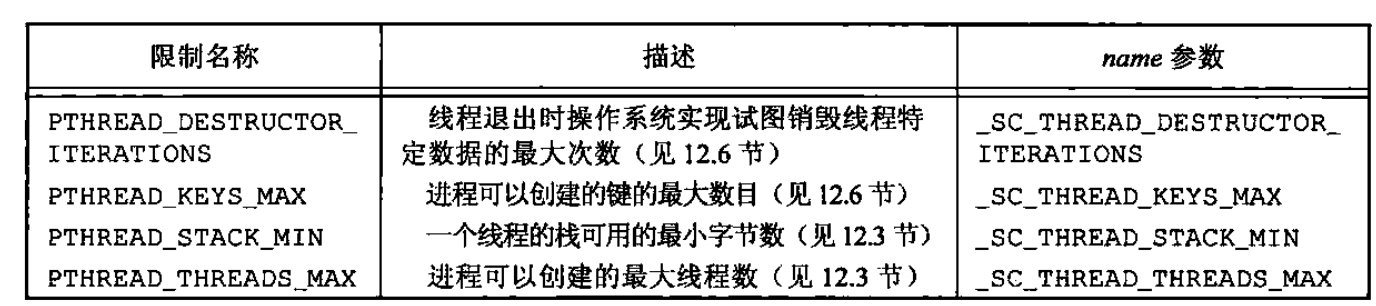 限制名称 描述 name 参数
PTHREAD_DESTRUCTOR_ 线程退出时操作系统实现试图销毁线程特 _SC_THREAD_DESTRUCTOR_
ITERATIONS 定数据的最大次数（见 12.6 节） ITERATIONS
PTHREAD_KEYS_MAX 进程可以创建的键的最大数目（见 12.6 节） _SC_THREAD_KEYS_MAX
PTHREAD_STACK_MIN 一个线程的栈可用的最小字节数（见 12.3 节） _SC_THREAD_STACK_MIN
PTHREAD_THREADS_MAX 进程可以创建的最大线程数（见 12.3 节） _SC_THREAD_THREADS_MAX